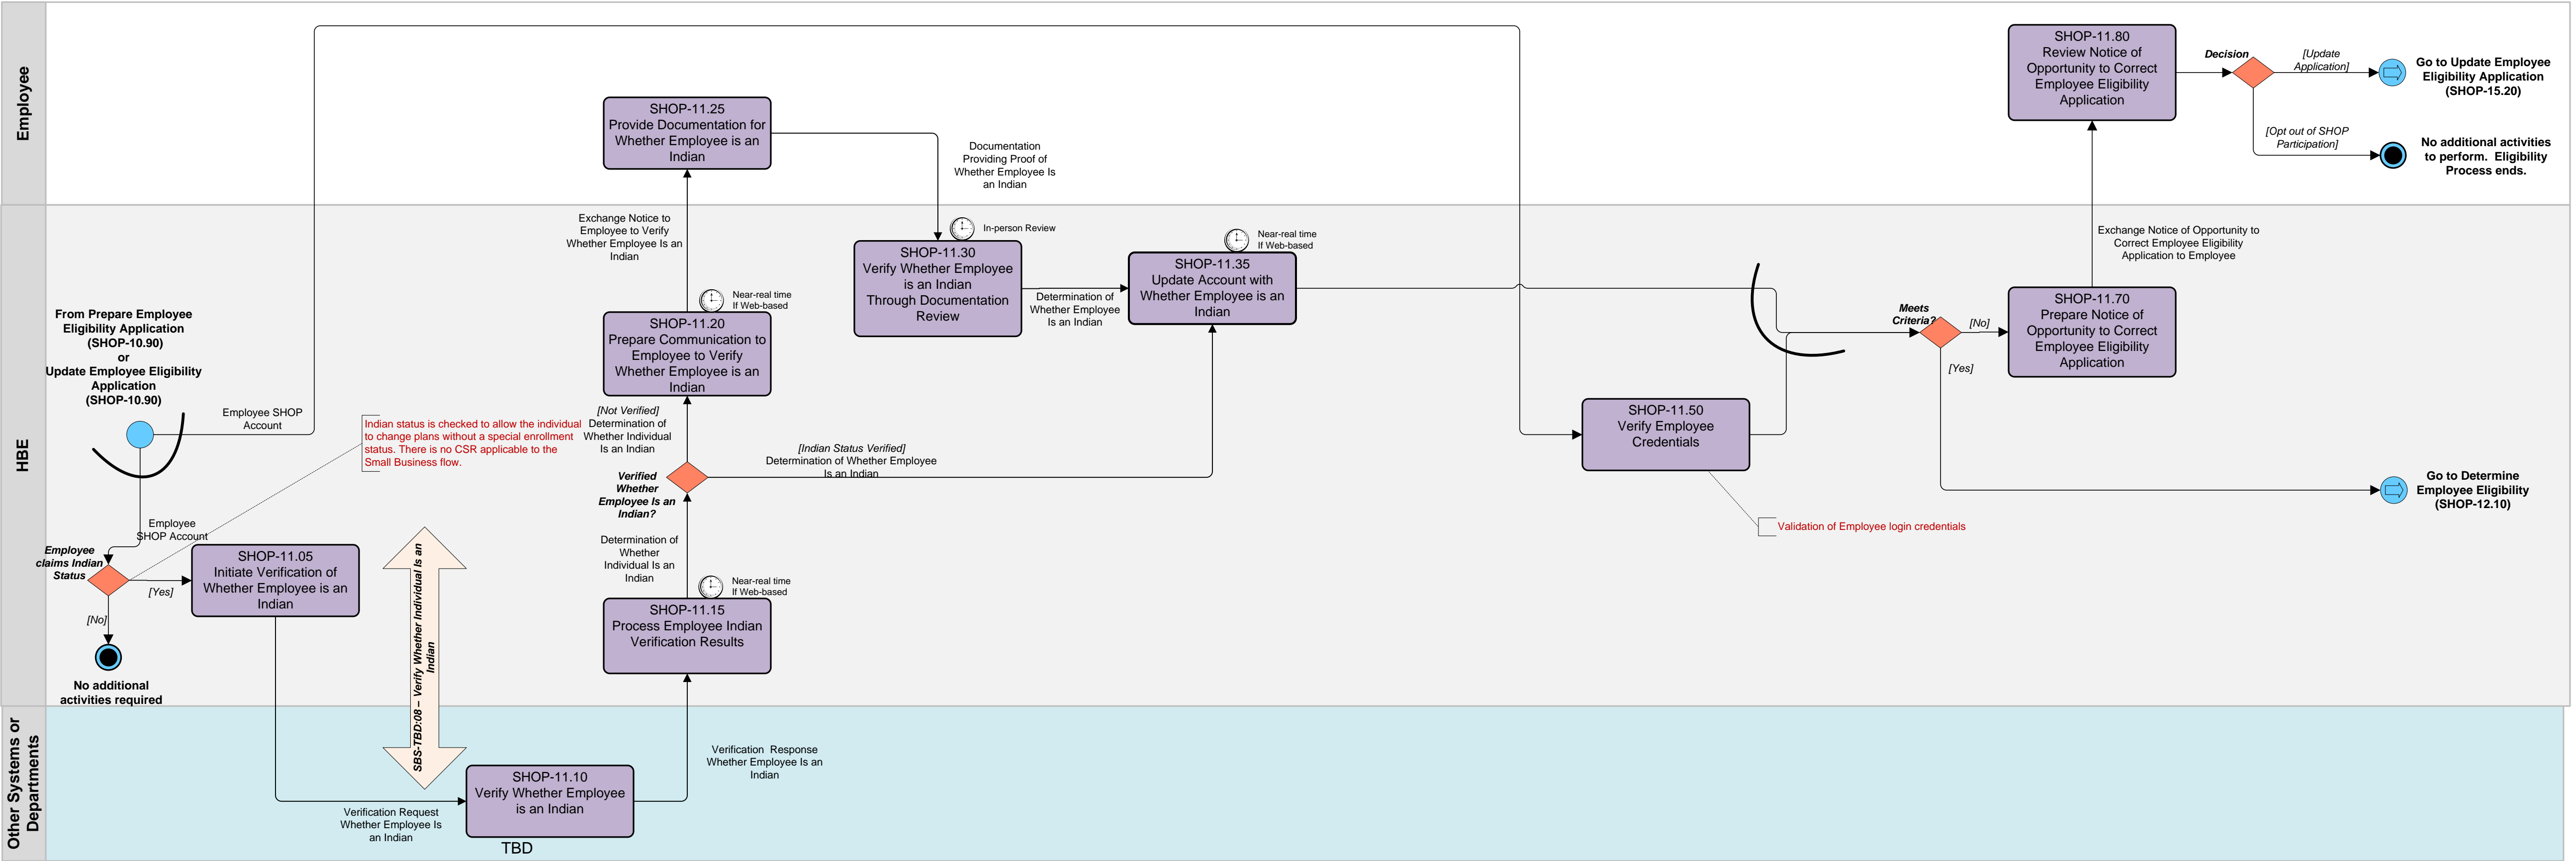 Employee
SHOP-11.80
Review Notice of
Opportunity to Correct
Employee Eligibility
Application
Decision
[Update
Application]
Go to Update Employee
Eligibility Application
(SHOP-15.20)
[Opt out of SHOP
Participation]
No additional activities
to perform.  Eligibility
Process ends.
SHOP-11.25
Provide Documentation for
Whether Employee is an
Indian
Documentation
Providing Proof of
Whether Employee Is
an Indian
HBE
Exchange Notice to
Employee to Verify
Whether Employee Is an
Indian
In-person Review
SHOP-11.30
Verify Whether Employee
is an Indian
Through Documentation
Review
Determination of
Whether Employee
Is an Indian
Near-real time
If Web-based
SHOP-11.35
Update Account with
Whether Employee is an
Indian
Exchange Notice of Opportunity to
Correct Employee Eligibility
Application to Employee
Near-real time
If Web-based
SHOP-11.20
Prepare Communication to
Employee to Verify
Whether Employee is an
Indian
From Prepare Employee
Eligibility Application
(SHOP-10.90)
or
Update Employee Eligibility
Application
(SHOP-10.90)
Meets
Criteria?
[No]
[Yes]
SHOP-11.70
Prepare Notice of
Opportunity to Correct
Employee Eligibility
Application
Employee SHOP
Account
Indian status is checked to allow the individual
to change plans without a special enrollment
status. There is no CSR applicable to the
Small Business flow.
[Not Verified]
Determination of
Whether Individual
Is an Indian
[Indian Status Verified]
Determination of Whether Employee
Is an Indian
SHOP-11.50
Verify Employee
Credentials
Verified
Whether
Employee Is an
Indian?
Go to Determine
Employee Eligibility
(SHOP-12.10)
Validation of Employee login credentials
Employee
SHOP Account
Employee
claims Indian
Status
[Yes]
[No]
SHOP-11.05
Initiate Verification of
Whether Employee is an
Indian
No additional
activities required
SBS-TBD:08 – Verify Whether Individual Is an
Indian
Determination of
Whether
Individual Is an
Indian
Near-real time
If Web-based
SHOP-11.15
Process Employee Indian
Verification Results
Other Systems or
Departments
Verification  Response
Whether Employee Is an
Indian
SHOP-11.10
Verify Whether Employee
is an Indian
Verification Request
Whether Employee Is
an Indian
TBD